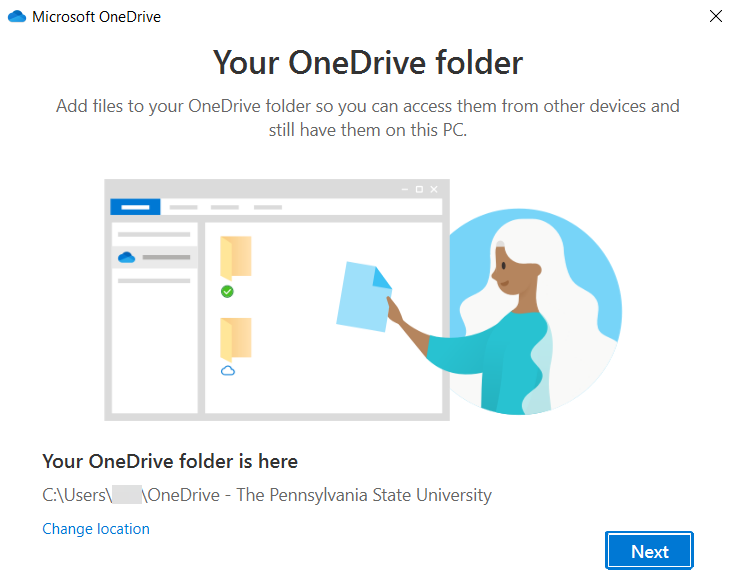 Microsoft OneDrive
Your OneDrive folder
Add files to your OneDrive folder so you can access them from other devices and
still have them on this PC.
Your OneDrive folder is here
C:\Users\ \OneDrive - The Pennsylvania State University
Change location
Next